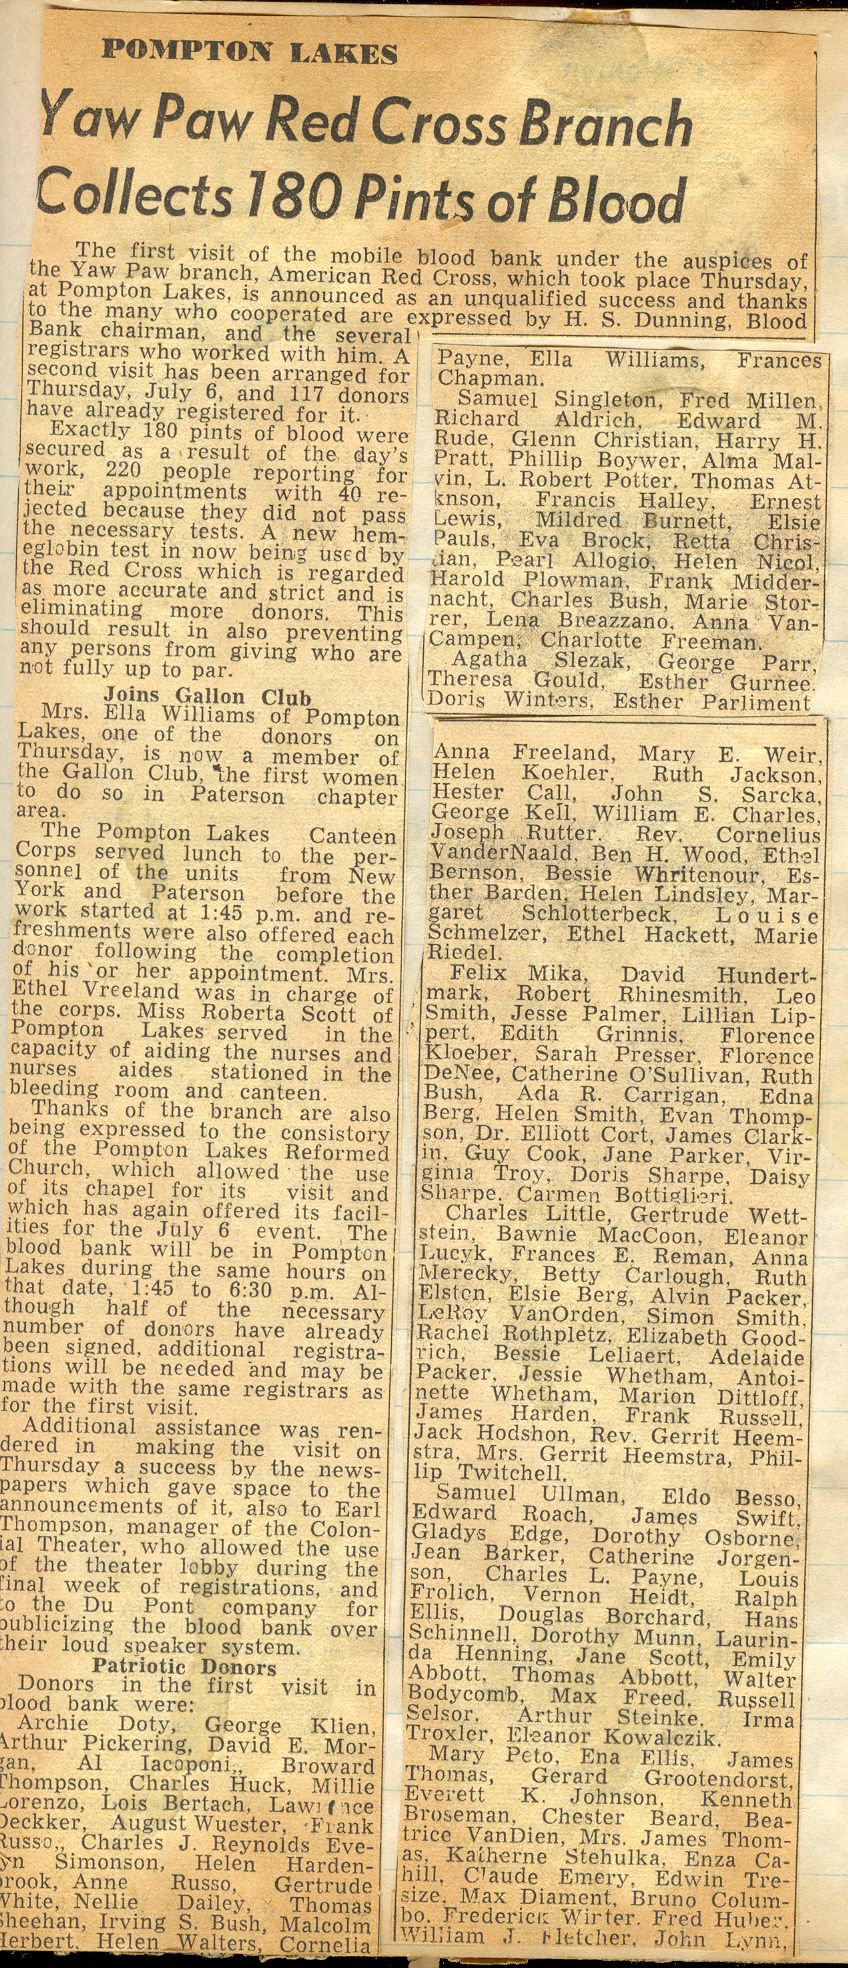 POMPTON LAKES
Yaw Paw Red Cross Branch
Collects 180 Pints of Blood
The first visit of the mobile blood bank under the auspices of
the Yaw Paw branch, American Red Cross, which took place Thursday,
at Pompton Lakes, is announced as an unqualified success and thanks
to the many who cooperated are expressed by H. S. Dunning, Blood
Bank chairman, and the several
registrars who worked with him. A
second visit has been arranged for
Thursday, July 6, and 117 donors
have already registered for it.
Exactly 180 pints of blood were
secured as a result of the day's
work, 220 people reporting for
their appointments with 40 re-
jected because they did not pass
the necessary tests. A new hem-
eglobin test in now being used by
the Red Cross which is regarded
as more accurate and strict and is
eliminating more donors. This
should result in also preventing
any persons from giving who are
not fully up to par.
Joins Gallon Club
Mrs. Ella Williams of Pompton
Lakes, one of the donors on
Thursday, is now a member of
the Gallon Club, the first women
to do so in Paterson chapter
area.
The Pompton Lakes Canteen
Corps served lunch to the per-
sonnel of the units from New
York and Paterson before the
work started at 1:45 p.m. and re-
freshments were also offered each
donor following the completion
of his or her appointment. Mrs.
Ethel Vreeland was in charge of
the corps. Miss Roberta Scott of
Pompton Lakes served in the
capacity of aiding the nurses and
nurses aides stationed in the
bleeding room and canteen.
Thanks of the branch are also
being expressed to the consistory
of the Pompton Lakes Reformed
Church, which allowed the use
of its chapel for its visit and
which has again offered its facil-
ities for the July 6 event. The
blood bank will be in Pompton
Lakes during the same hours on
that date, 1:45 to 6:30 p.m. Al-
though half of the necessary
number of donors have already
been signed, additional registra-
tions will be needed and may be
made with the same registrars as
for the first visit.
Additional assistance was ren-
dered in making the visit on
Thursday a success by the news-
papers which gave space to the
announcements of it, also to Earl
Thompson, manager of the Colon-
ial Theater, who allowed the use
of the theater lobby during the
final week of registrations, and
to the Du Pont company for
publicizing the blood bank over
their loud speaker system.
Patriotic Donors
Donors in the first visit in
blood bank were:
Archie Doty, George Klien,
Arthur Pickering, David E. Mor-
gan, Al Iacoponi,, Broward
Thompson, Charles Huck, Millie
Lorenzo, Lois Bertach, Lawrence
Deckker, August Wuester, Frank
Russo,, Charles J. Reynolds Eve-
lyn Simonson, Helen Harden-
brook, Anne Russo, Gertrude
White, Nellie Dailey, Thomas
Sheehan, Irving S. Bush, Malcolm
Herbert, Helen Walters, Cornelia
Payne, Ella Williams, Frances
Chapman.
Samuel Singleton, Fred Millen,
Richard Aldrich, Edward M.
Rude, Glenn Christian, Harry H.
Pratt, Phillip Boywer, Alma Mal-
vin, L. Robert Potter, Thomas At-
knson, Francis Halley, Ernest
Lewis, Mildred Burnett, Elsie
Pauls, Eva Brock, Retta Chris-
tian, Pearl Allogio, Helen Nicol,
Harold Plowman, Frank Midder-
nacht, Charles Bush, Marie Stor-
rer, Lena Breazzano, Anna Van-
Campen, Charlotte Freeman.
Agatha Slezak, George Parr,
Theresa Gould, Esther Gurnee.
Doris Winters, Esther Parliment
Anna Freeland, Mary E. Weir,
Helen Koehler, Ruth Jackson,
Hester Call, John S. Sarcka,
George Kell, William E. Charles,
Joseph Rutter. Rev. Cornelius
VanderNaald, Ben H. Wood, Ethel
Bernson, Bessie Whritenour, Es-
ther Barden, Helen Lindsley, Mar-
garet Schlotterbeck, Louise
Schmelzer, Ethel Hackett, Marie
Riedel.
Felix Mika, David Hundert-
mark, Robert Rhinesmith, Leo
Smith, Jesse Palmer, Lillian Lip-
pert, Edith Grinnis, Florence
Kloeber, Sarah Presser, Florence
DeNee, Catherine O'Sullivan, Ruth
Bush, Ada R. Carrigan, Edna
Berg, Helen Smith, Evan Thomp-
son, Dr. Elliott Cort, James Clark-
in, Guy Cook, Jane Parker, Vir-
ginia Troy, Doris Sharpe, Daisy
Sharpe. Carmen Bottiglieri.
Charles Little, Gertrude Wett-
stein, Bawnie MacCoon, Eleanor
Lucyk, Frances E. Reman, Anna
Merecky, Betty Carlough, Ruth
Elston, Elsie Berg, Alvin Packer,
LeRoy VanOrden, Simon Smith,
Rachel Rothpletz, Elizabeth Good-
rich, Bessie Leliaert, Adelaide
Packer, Jessie Whetham, Antoi-
nette Whetham, Marion Dittloff,
James Harden, Frank Russell,
Jack Hodshon, Rev. Gerrit Heem-
stra, Mrs. Gerrit Heemstra, Phil-
lip Twitchell.
Samuel Ullman, Eldo Besso,
Edward Roach, James Swift,
Gladys Edge, Dorothy Osborne,
Jean Barker, Catherine Jorgen-
son, Charles L. Payne, Louis
Frolich, Vernon Heidt, Ralph
Ellis, Douglas Borchard, Hans
Schinnell, Dorothy Munn, Laurin-
da Henning, Jane Scott, Emily
Abbott, Thomas Abbott, Walter
Bodycomb, Max Freed, Russell
Selsor, Arthur Steinke, Irma
Troxler, Eleanor Kowalczik.
Mary Peto, Ena Ellis, James
Thomas, Gerard Grootendorst,
Everett K. Johnson, Kenneth
Broseman, Chester Beard, Bea-
trice VanDien, Mrs. James Thom-
as, Katherne Stehulka, Enza Ca-
hill, Claude Emery, Edwin Tre-
size, Max Diament, Bruno Colum-
bo, Frederick Wirter. Fred Huber,
William J. Fletcher, John Lynn,